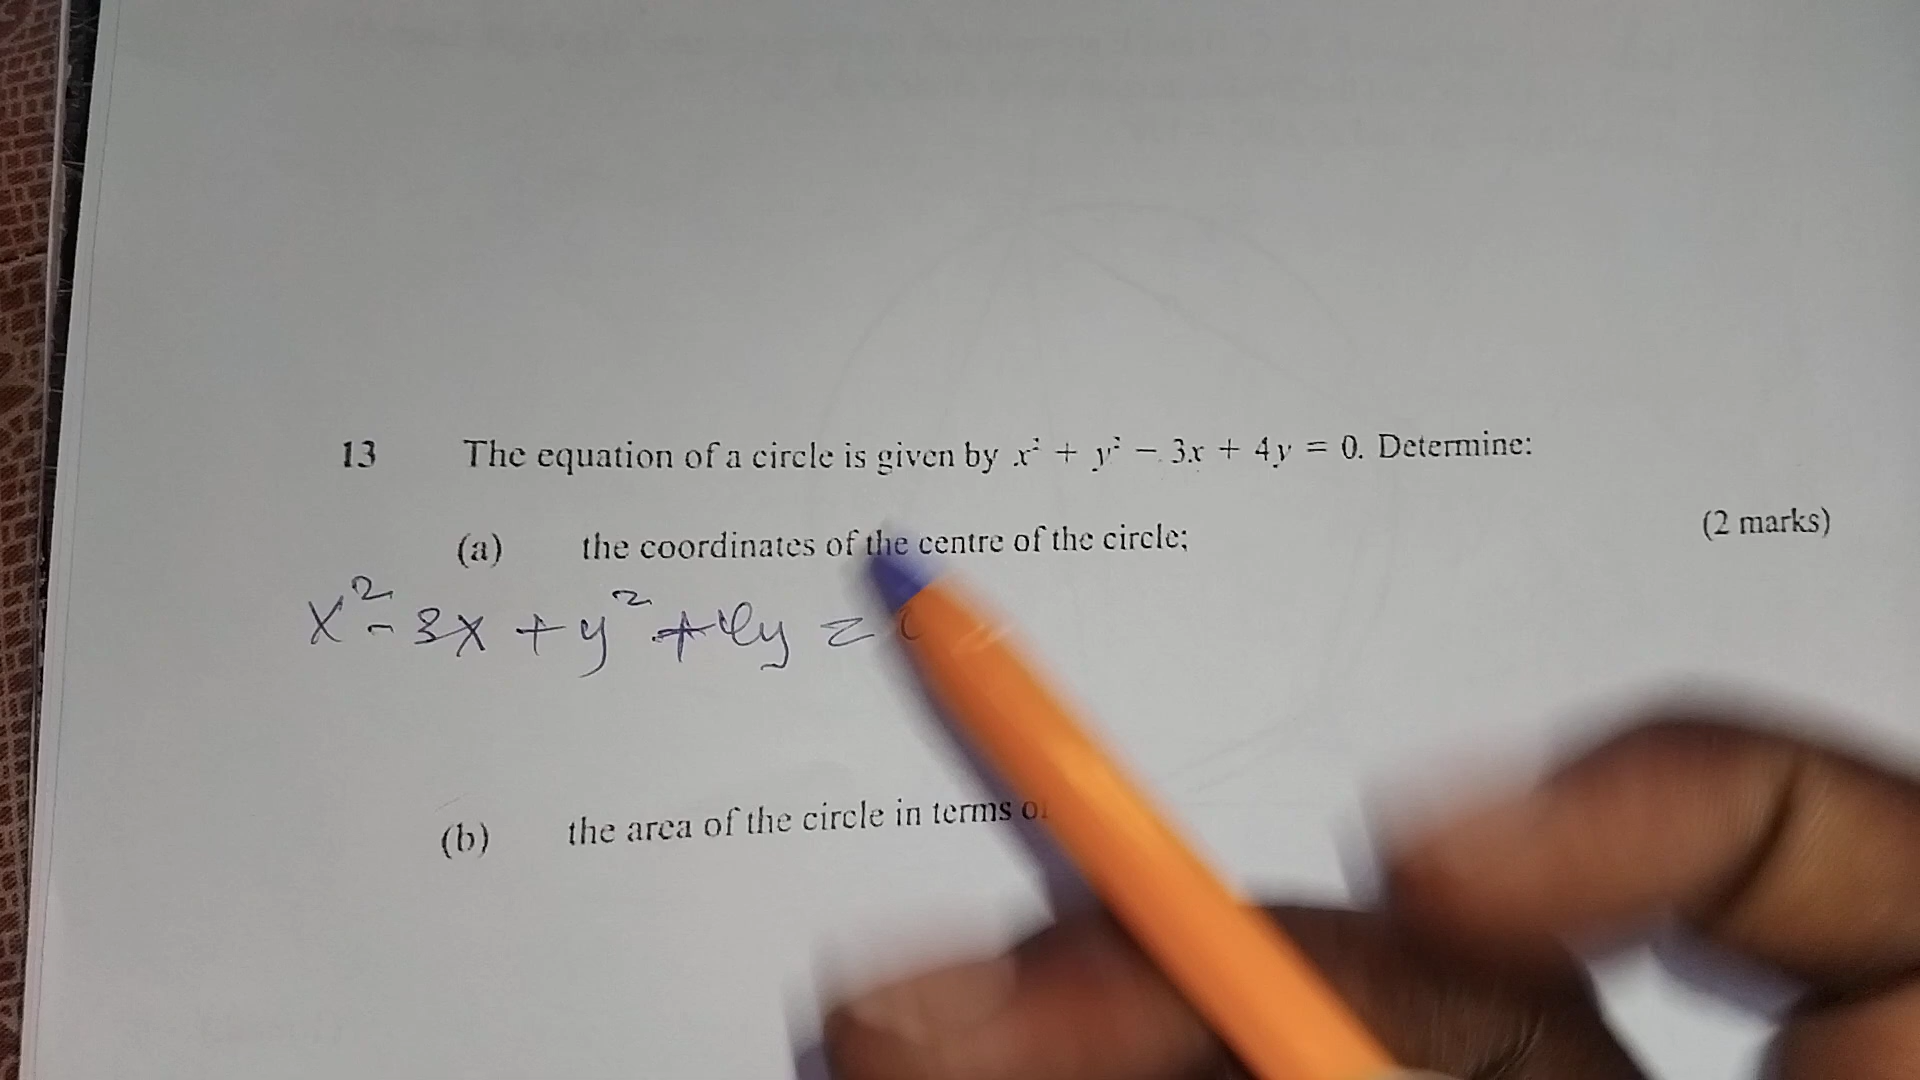 13 The equation of a circle is given by x² + y² − 3x + 4y = 0. Determine:
(a) the coordinates of the centre of the circle; (2 marks)
x² - 3x + y² + 4y =
(b) the area of the circle in terms